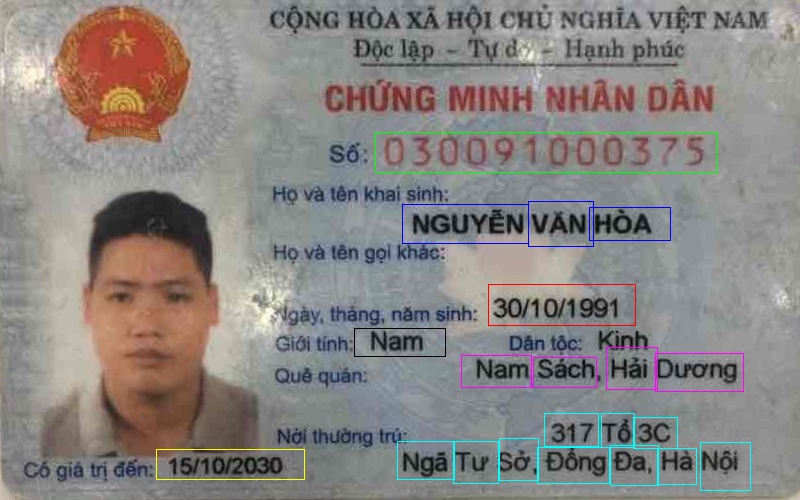 CỘNG HÒA XÃ HỘI CHỦ NGHĨA VIỆT NAM
Độc lập - Tự do - Hạnh phúc
CHỨNG MINH NHÂN DÂN
Số: 030091000375
Họ và tên khai sinh:
NGUYỄN VĂN HÒA
Họ và tên gọi khác:
Ngày, tháng, năm sinh: 30/10/1991
Giới tính: Nam Dân tộc: Kinh
Quê quán: Nam Sách, Hải Dương
Nơi thường trú: 317 Tổ 3C
Có giá trị đến: 15/10/2030 Ngã Tư Sở, Đống Đa, Hà Nội